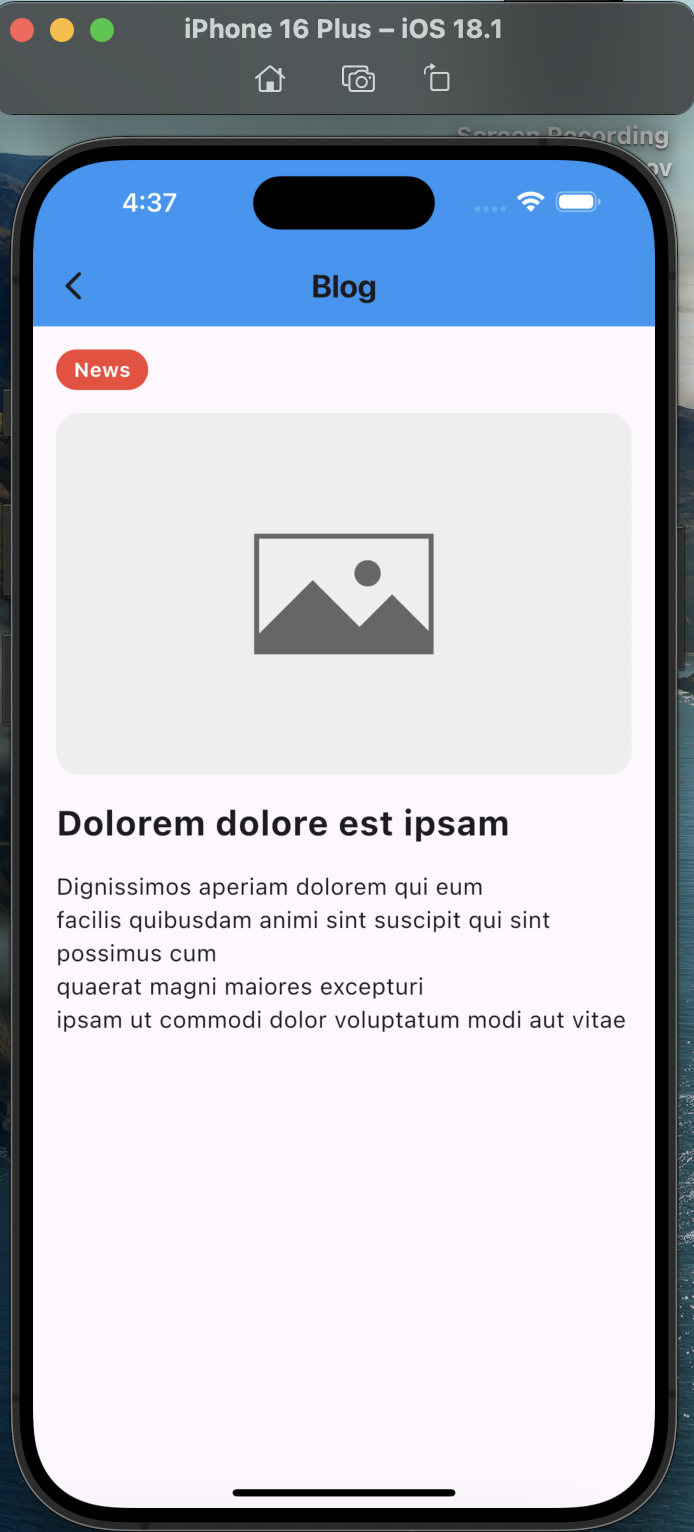 iPhone 16 Plus – iOS 18.1
Screen Recording
ov
4:37
Blog
News
Dolorem dolore est ipsam
Dignissimos aperiam dolorem qui eum
facilis quibusdam animi sint suscipit qui sint
possimus cum
quaerat magni maiores excepturi
ipsam ut commodi dolor voluptatum modi aut vitae